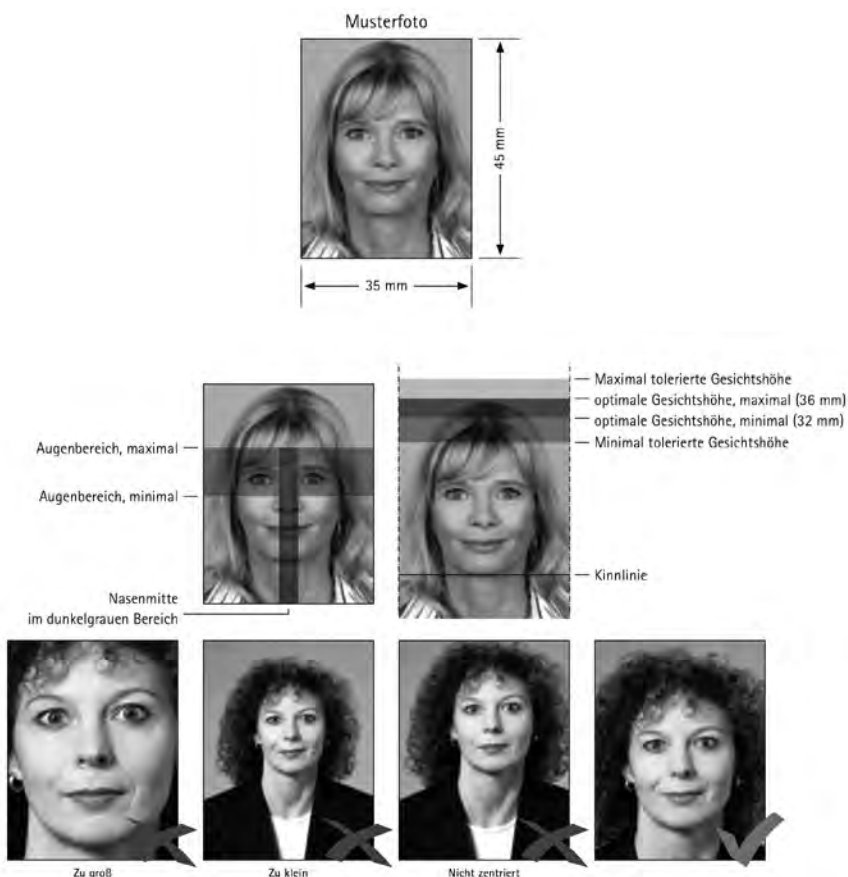 Musterfoto
45 mm
35 mm
Maximal tolerierte Gesichtshöhe
optimale Gesichtshöhe, maximal (36 mm)
optimale Gesichtshöhe, minimal (32 mm)
Minimal tolerierte Gesichtshöhe
Augenbereich, maximal
Augenbereich, minimal
Kinnlinie
Nasenmitte
im dunkelgrauen Bereich
Zu groß
Zu klein
Nicht zentriert